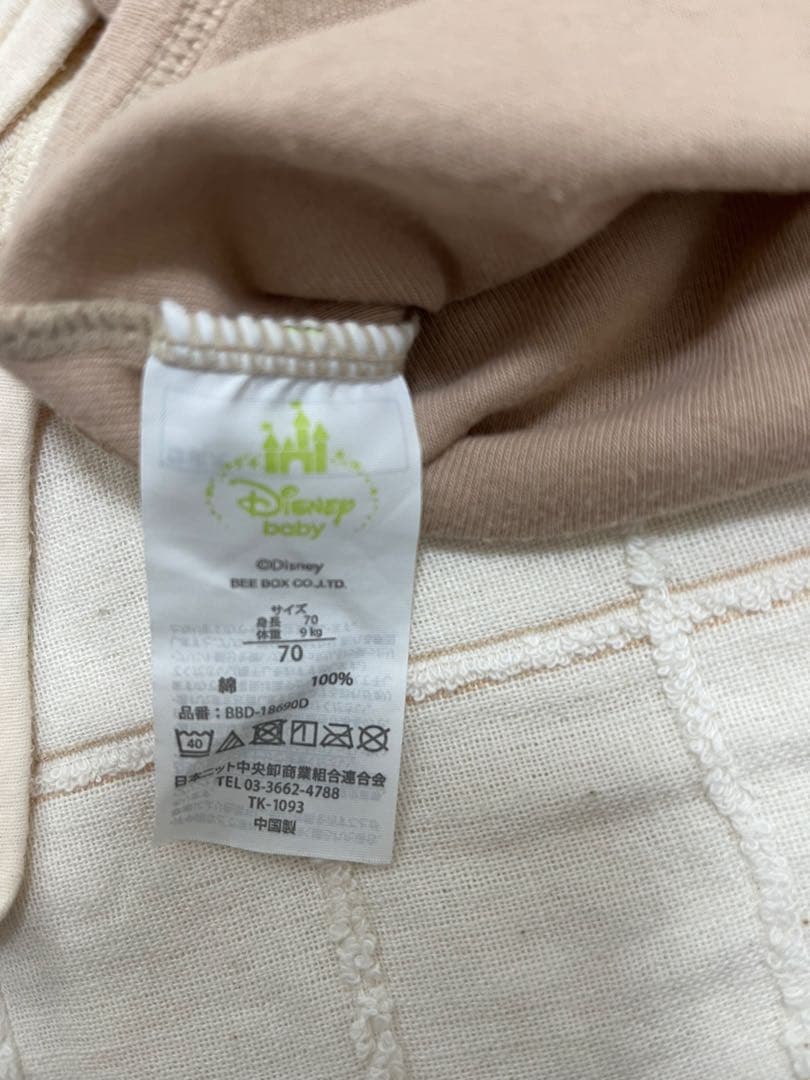 Disney
baby
©Disney
BEE BOX CO.,LTD.
サイズ
身長 70
体重 9kg
70
綿 100%
品番：BBD-18690D
40
日本ニット中央卸商業組合連合会
TEL 03-3662-4788
TK-1093
中国製